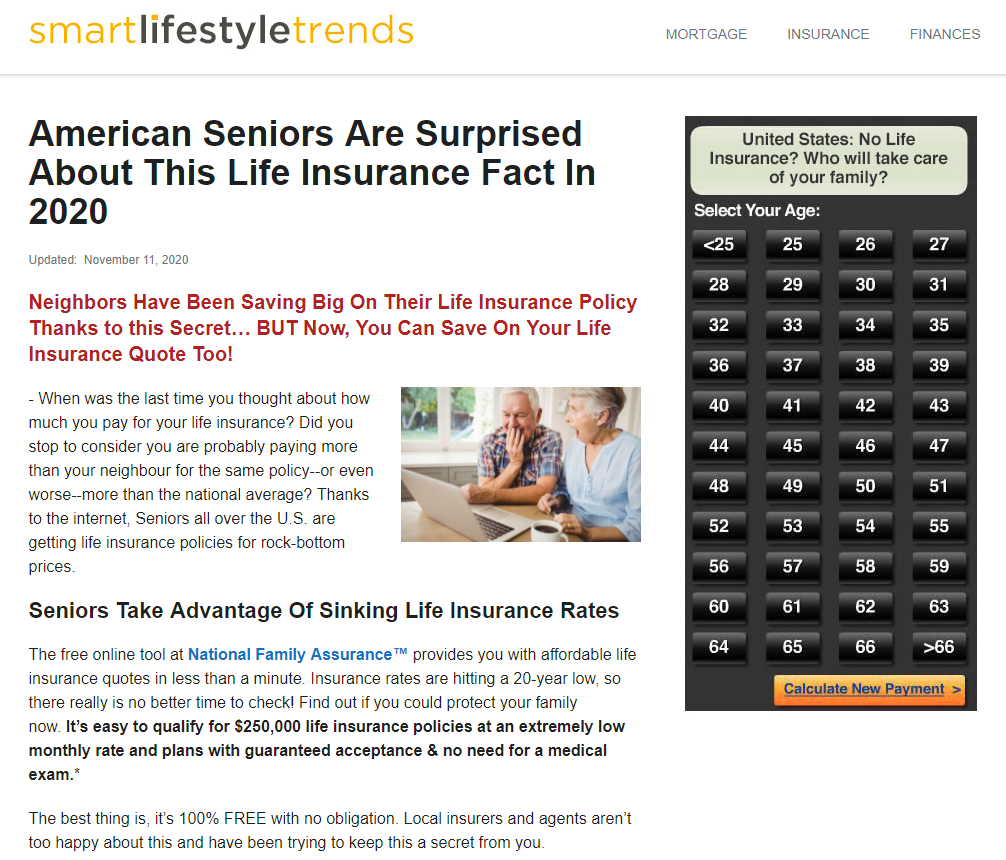 smartlifestyletrends
MORTGAGE INSURANCE FINANCES
American Seniors Are Surprised
About This Life Insurance Fact In
2020
Updated: November 11, 2020
Neighbors Have Been Saving Big On Their Life Insurance Policy
Thanks to this Secret… BUT Now, You Can Save On Your Life
Insurance Quote Too!
- When was the last time you thought about how
much you pay for your life insurance? Did you
stop to consider you are probably paying more
than your neighbour for the same policy--or even
worse--more than the national average? Thanks
to the internet, Seniors all over the U.S. are
getting life insurance policies for rock-bottom
prices.
Seniors Take Advantage Of Sinking Life Insurance Rates
The free online tool at National Family Assurance™ provides you with affordable life
insurance quotes in less than a minute. Insurance rates are hitting a 20-year low, so
there really is no better time to check! Find out if you could protect your family
now. It’s easy to qualify for $250,000 life insurance policies at an extremely low
monthly rate and plans with guaranteed acceptance & no need for a medical
exam.*
The best thing is, it’s 100% FREE with no obligation. Local insurers and agents aren’t
too happy about this and have been trying to keep this a secret from you.
United States: No Life
Insurance? Who will take care
of your family?
Select Your Age:
<25 25 26 27
28 29 30 31
32 33 34 35
36 37 38 39
40 41 42 43
44 45 46 47
48 49 50 51
52 53 54 55
56 57 58 59
60 61 62 63
64 65 66 >66
Calculate New Payment >